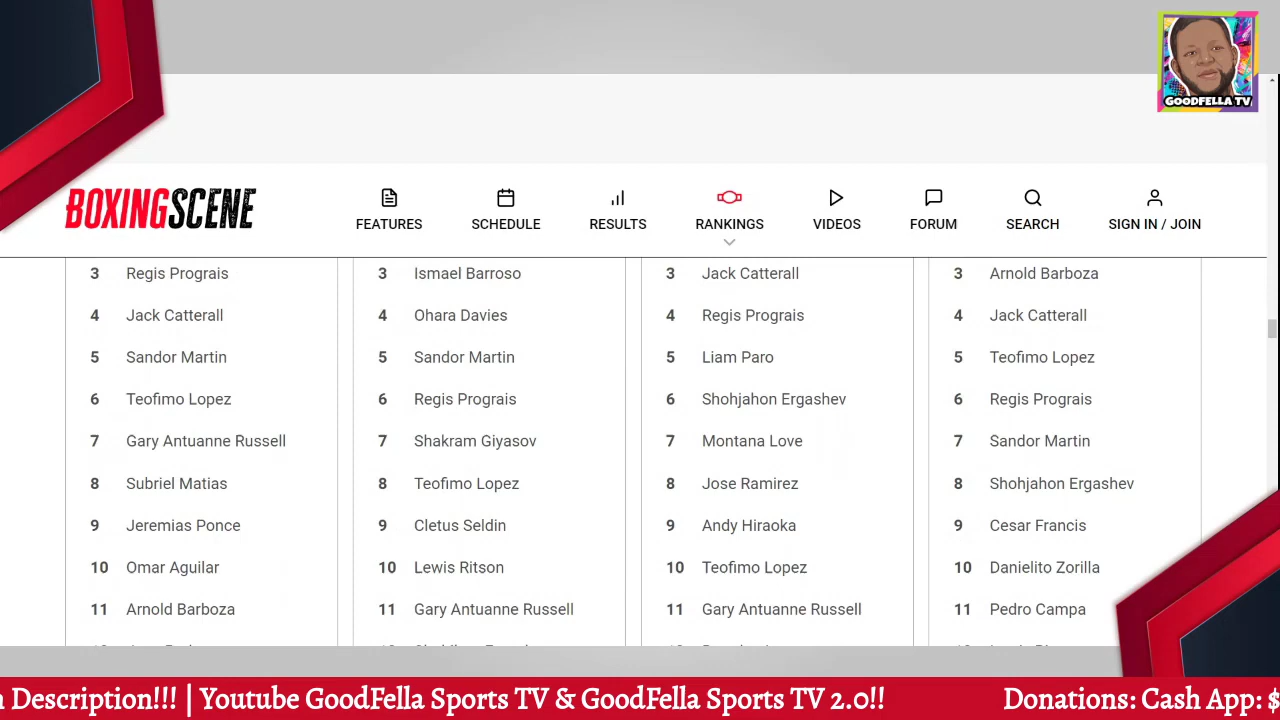 GOODFELLA TV
BOXINGSCENE
FEATURES
SCHEDULE
RESULTS
RANKINGS
VIDEOS
FORUM
SEARCH
SIGN IN / JOIN
3 Regis Prograis
4 Jack Catterall
5 Sandor Martin
6 Teofimo Lopez
7 Gary Antuanne Russell
8 Subriel Matias
9 Jeremias Ponce
10 Omar Aguilar
11 Arnold Barboza
3 Ismael Barroso
4 Ohara Davies
5 Sandor Martin
6 Regis Prograis
7 Shakram Giyasov
8 Teofimo Lopez
9 Cletus Seldin
10 Lewis Ritson
11 Gary Antuanne Russell
3 Jack Catterall
4 Regis Prograis
5 Liam Paro
6 Shohjahon Ergashev
7 Montana Love
8 Jose Ramirez
9 Andy Hiraoka
10 Teofimo Lopez
11 Gary Antuanne Russell
3 Arnold Barboza
4 Jack Catterall
5 Teofimo Lopez
6 Regis Prograis
7 Sandor Martin
8 Shohjahon Ergashev
9 Cesar Francis
10 Danielito Zorilla
11 Pedro Campa
n Description!!! | Youtube GoodFella Sports TV & GoodFella Sports TV 2.0!! Donations: Cash App: $